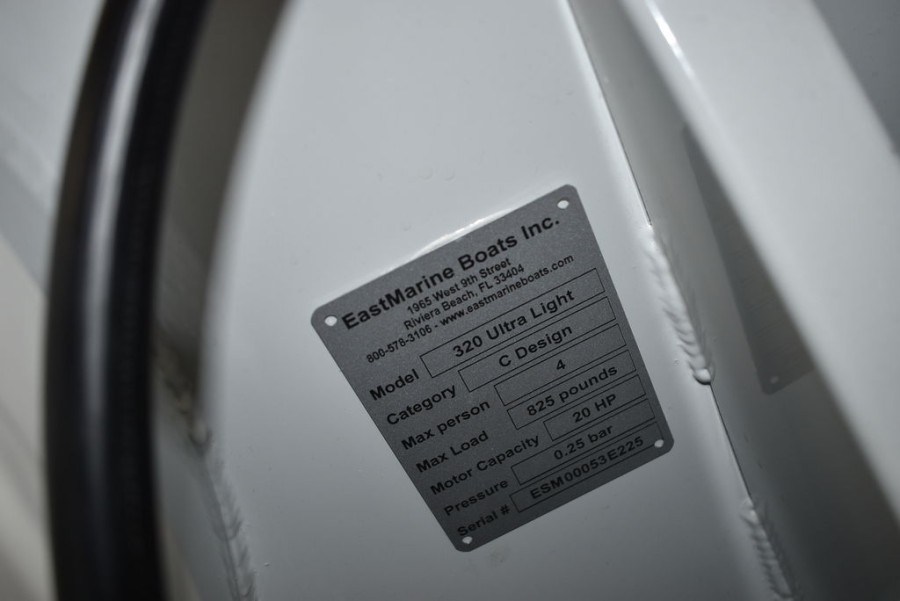 EastMarine Boats Inc.
1965 West 9th Street
Riviera Beach, FL 33404
800-578-3106 - www.eastmarineboats.com
Model 320 Ultra Light
Category C Design
Max person 4
Max Load 825 pounds
Motor Capacity 20 HP
Pressure 0.25 bar
Serial # ESM00053E225